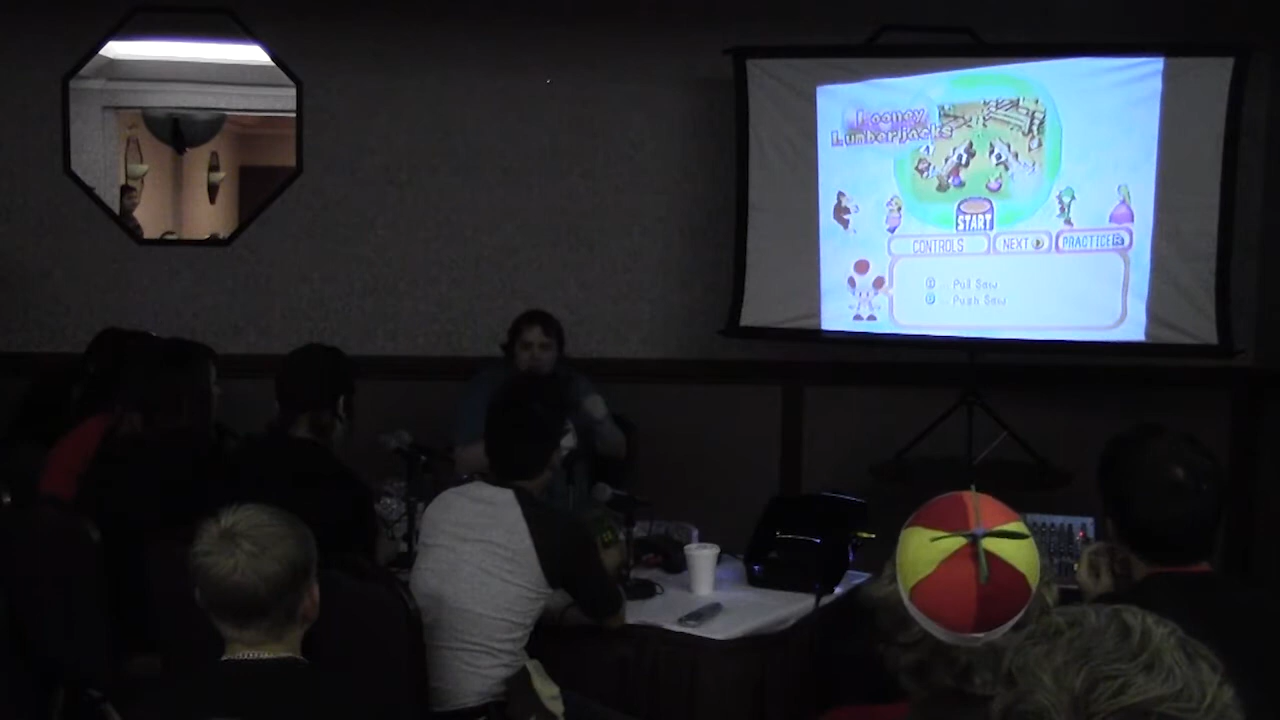 Looney
Lumberjacks
START
CONTROLS
NEXT
PRACTICE
Pull Saw
Push Saw